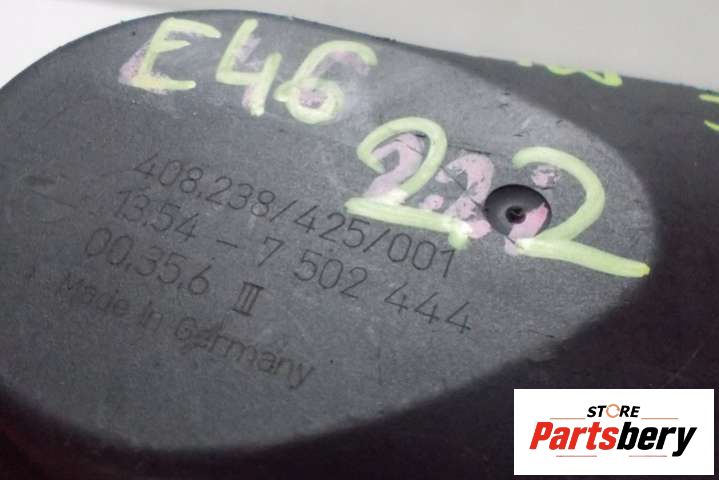 E46
2.2
408.238/425/001
13.54 - 7 502 444
00.35.6 III
Made in Germany
STORE
Partsbery